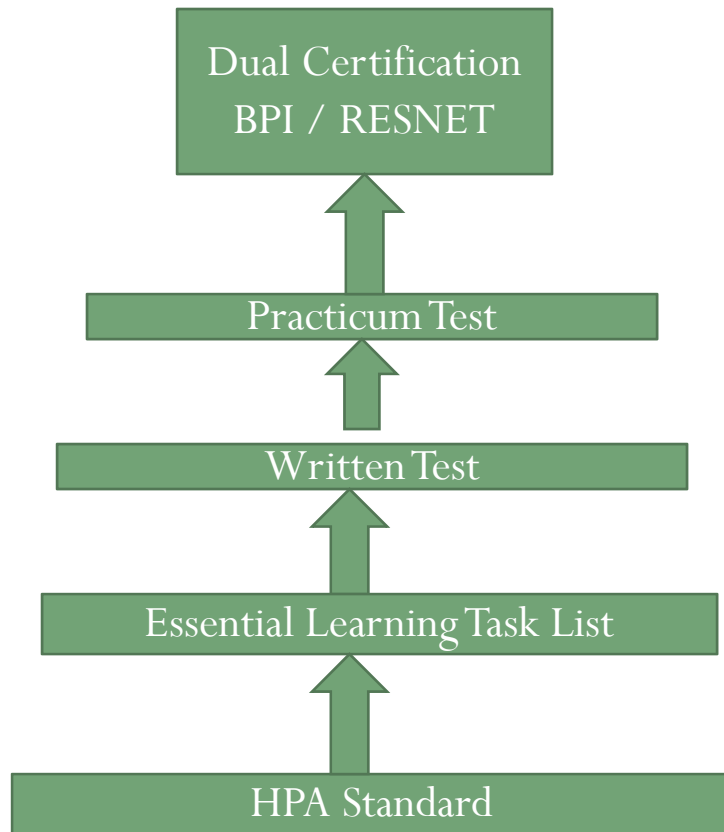 Dual Certification
BPI / RESNET
Practicum Test
Written Test
Essential Learning Task List
HPA Standard